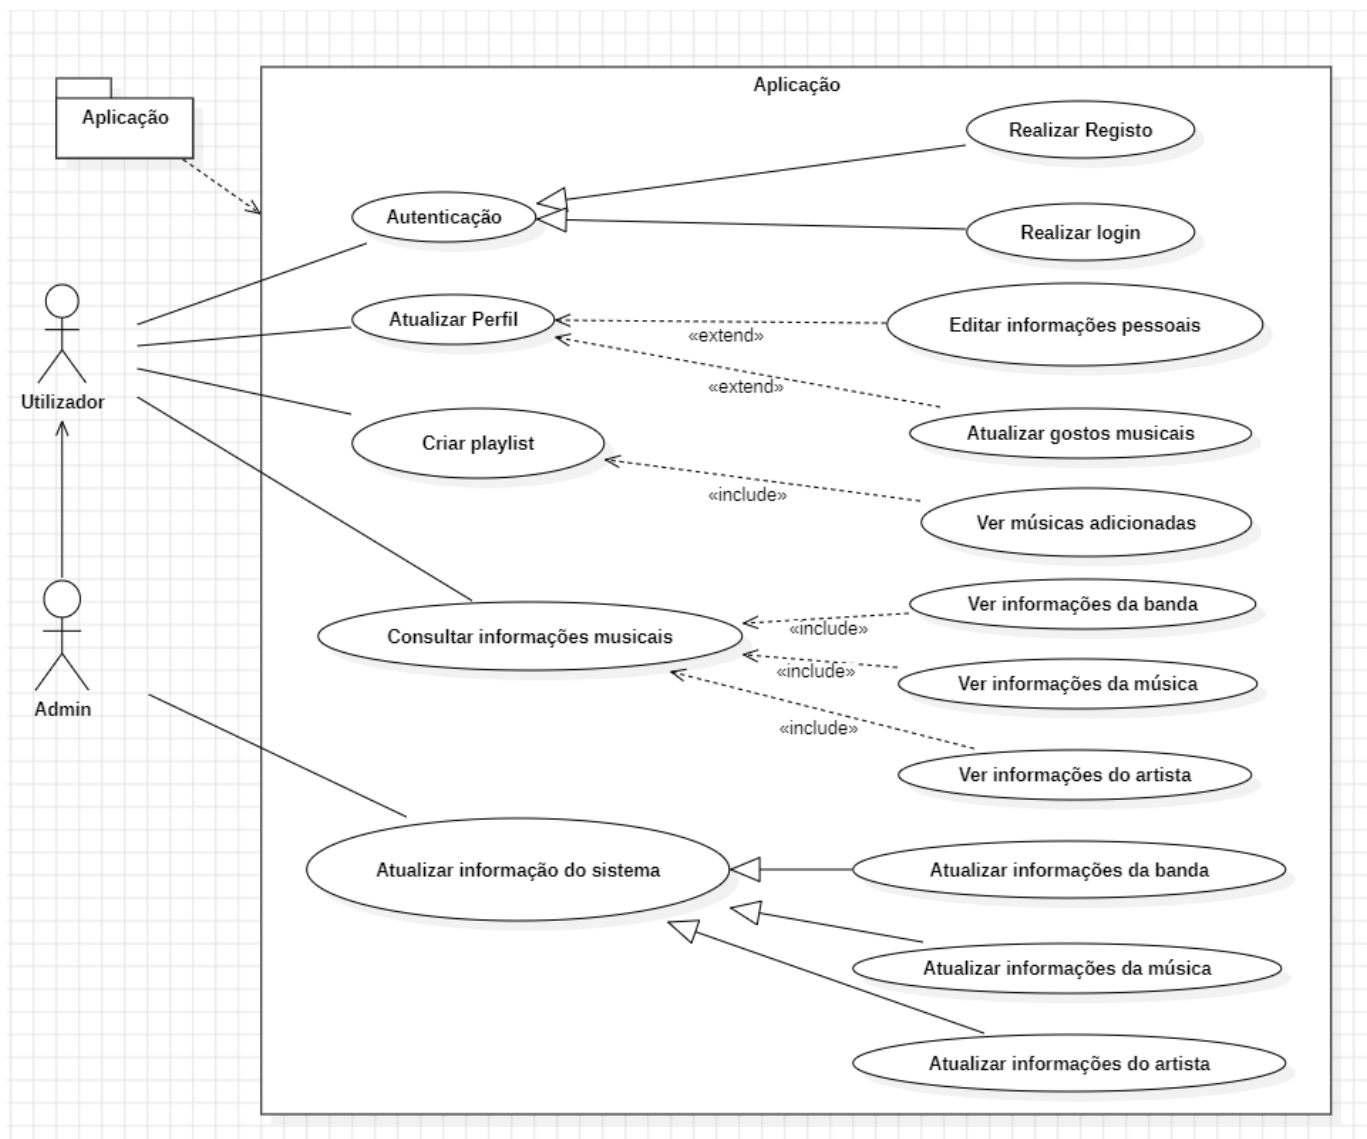 Aplicação
Aplicação
Realizar Registo
Autenticação
Realizar login
Atualizar Perfil
Editar informações pessoais
«extend»
«extend»
Utilizador
Criar playlist
Atualizar gostos musicais
«include»
Ver músicas adicionadas
Ver informações da banda
«include»
Consultar informações musicais
«include»
Ver informações da música
Admin
«include»
Ver informações do artista
Atualizar informação do sistema
Atualizar informações da banda
Atualizar informações da música
Atualizar informações do artista